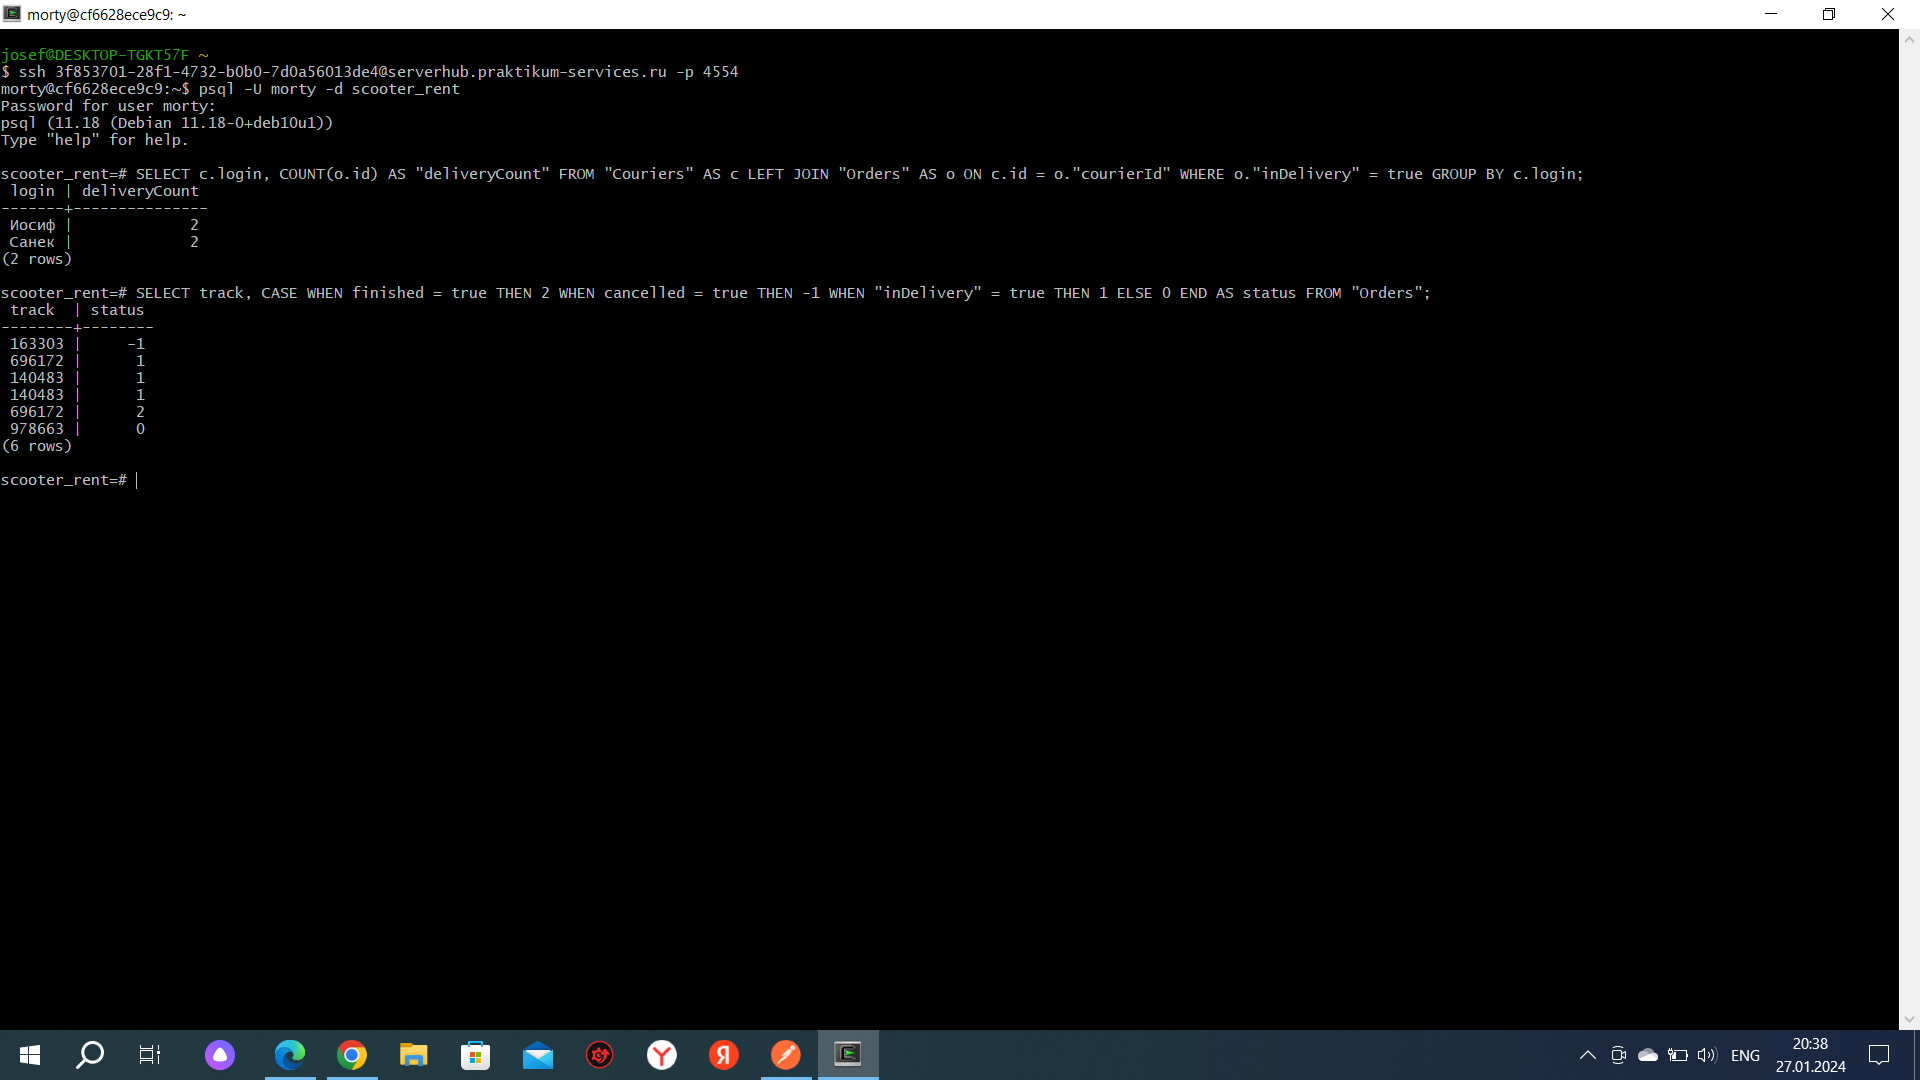 morty@cf6628ece9c9: ~
josef@DESKTOP-TGKT57F ~
$ ssh 3f853701-28f1-4732-b0b0-7d0a56013de4@serverhub.praktikum-services.ru -p 4554
morty@cf6628ece9c9:~$ psql -U morty -d scooter_rent
Password for user morty:
psql (11.18 (Debian 11.18-0+deb10u1))
Type "help" for help.
scooter_rent=# SELECT c.login, COUNT(o.id) AS "deliveryCount" FROM "Couriers" AS c LEFT JOIN "Orders" AS o ON c.id = o."courierId" WHERE o."inDelivery" = true GROUP BY c.login;
login | deliveryCount
-------+---------------
Иосиф | 2
Санек | 2
(2 rows)
scooter_rent=# SELECT track, CASE WHEN finished = true THEN 2 WHEN cancelled = true THEN -1 WHEN "inDelivery" = true THEN 1 ELSE 0 END AS status FROM "Orders";
track | status
--------+--------
163303 | -1
696172 | 1
140483 | 1
140483 | 1
696172 | 2
978663 | 0
(6 rows)
scooter_rent=#
ENG
20:38
27.01.2024